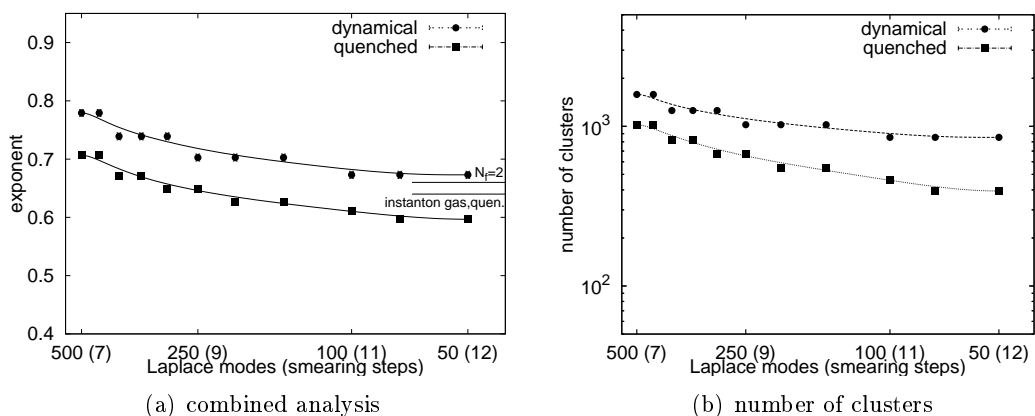 0.9
0.8
0.7
0.6
0.5
0.4
exponent
dynamical
quenched
N_f=2
instanton gas,quen.
500 (7) 250 (9) 100 (11) 50 (12)
Laplace modes (smearing steps)
(a) combined analysis
10^3
10^2
number of clusters
dynamical
quenched
500 (7) 250 (9) 100 (11) 50 (12)
Laplace modes (smearing steps)
(b) number of clusters